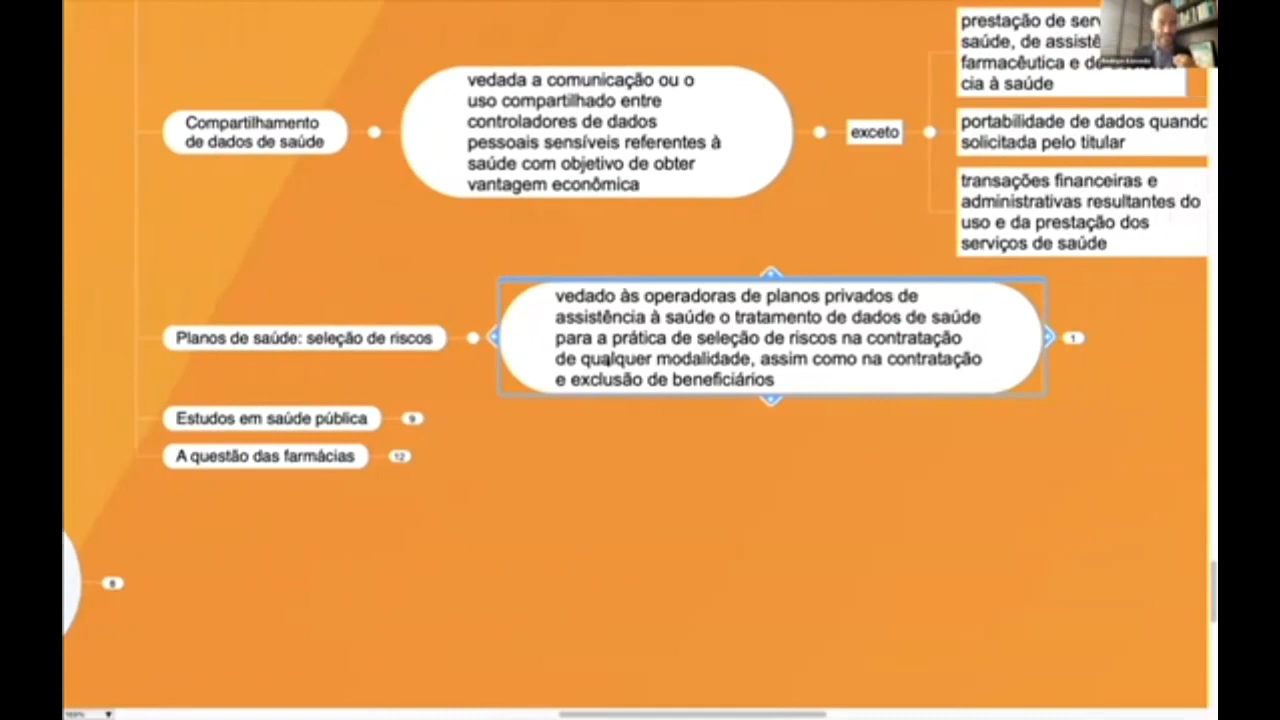 Compartilhamento
de dados de saúde
vedada a comunicação ou o
uso compartilhado entre
controladores de dados
pessoais sensíveis referentes à
saúde com objetivo de obter
vantagem econômica
exceto
prestação de
saúde, de
farmacêutica e
cia à saúde
portabilidade de dados quando
solicitada pelo titular
transações financeiras e
administrativas resultantes do
uso e da prestação dos
serviços de saúde
Planos de saúde: seleção de riscos
vedado às operadoras de planos privados de
assistência à saúde o tratamento de dados de saúde
para a prática de seleção de riscos na contratação
de qualquer modalidade, assim como na contratação
e exclusão de beneficiários
1
Estudos em saúde pública
9
A questão das farmácias
12